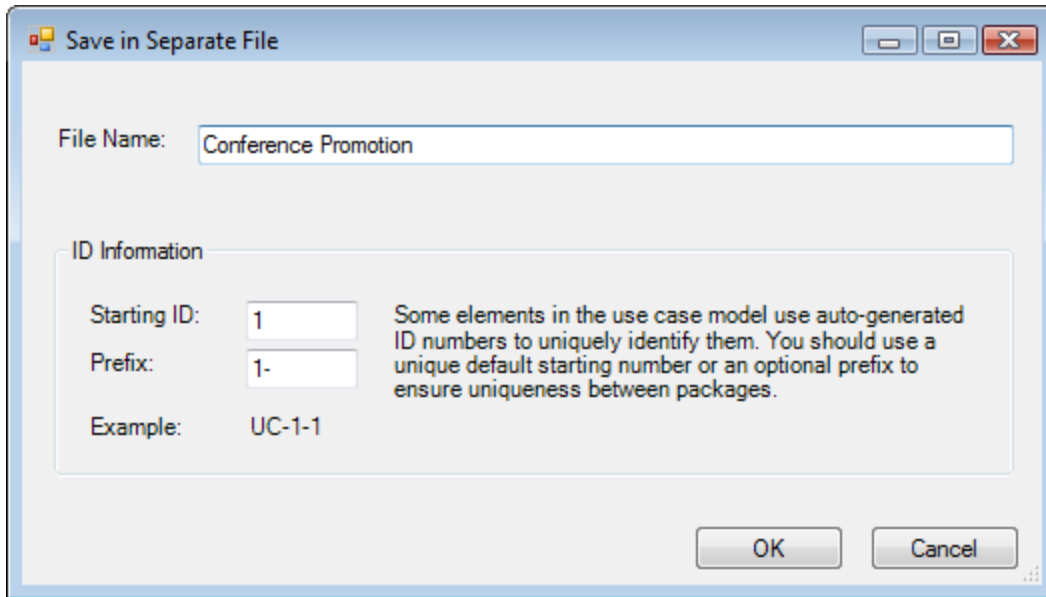 Save in Separate File
File Name:
Conference Promotion
ID Information
Starting ID:
1
Some elements in the use case model use auto-generated
ID numbers to uniquely identify them. You should use a
Prefix:
1-
unique default starting number or an optional prefix to
ensure uniqueness between packages.
Example:
UC-1-1
OK
Cancel